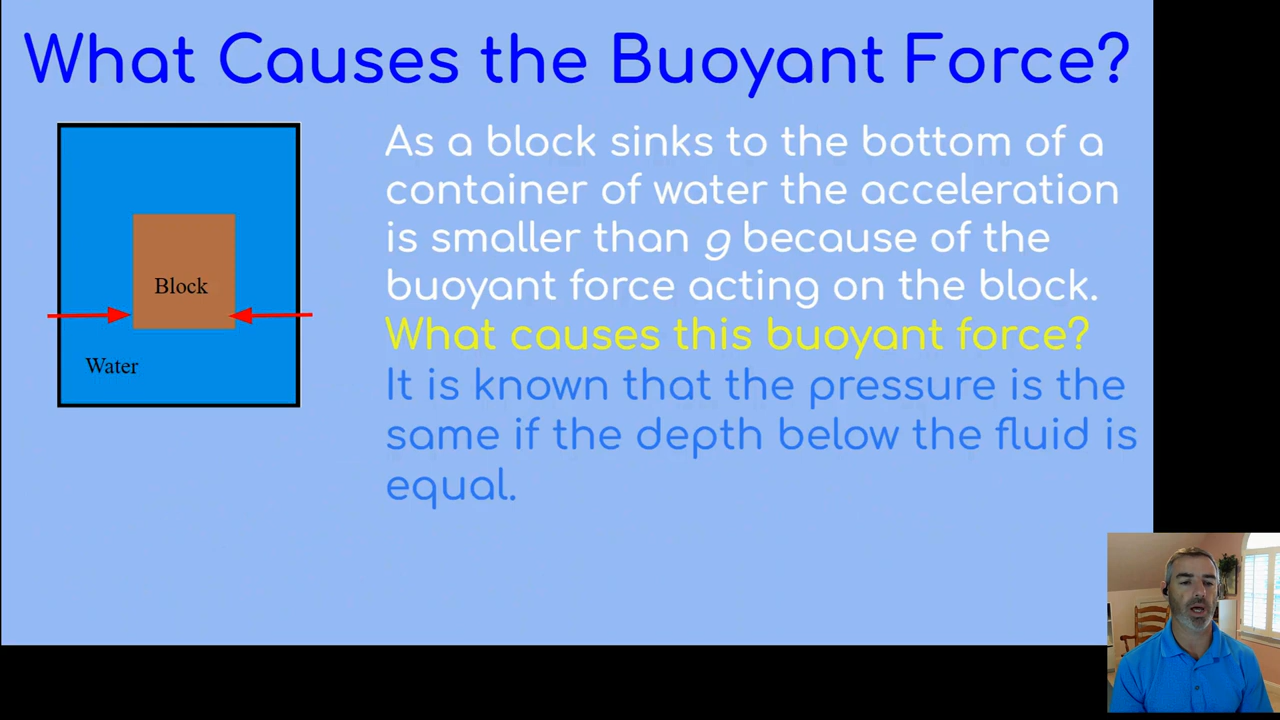 What Causes the Buoyant Force?
As a block sinks to the bottom of a
container of water the acceleration
is smaller than g because of the
buoyant force acting on the block.
What causes this buoyant force?
It is known that the pressure is the
same if the depth below the fluid is
equal.
Block
Water